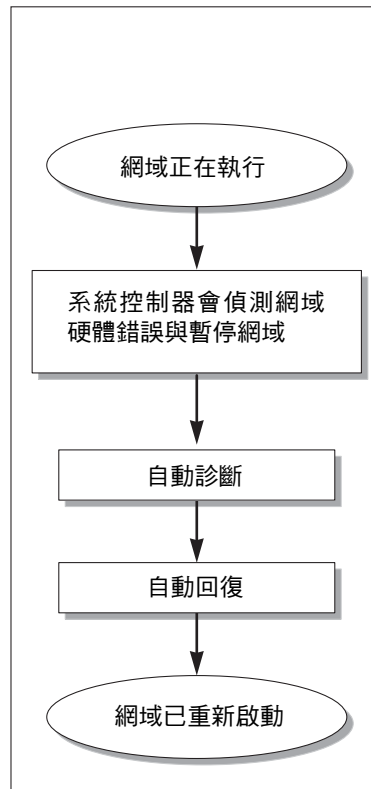 網域正在執行
系統控制器會偵測網域
硬體錯誤與暫停網域
自動診斷
自動回復
網域已重新啟動